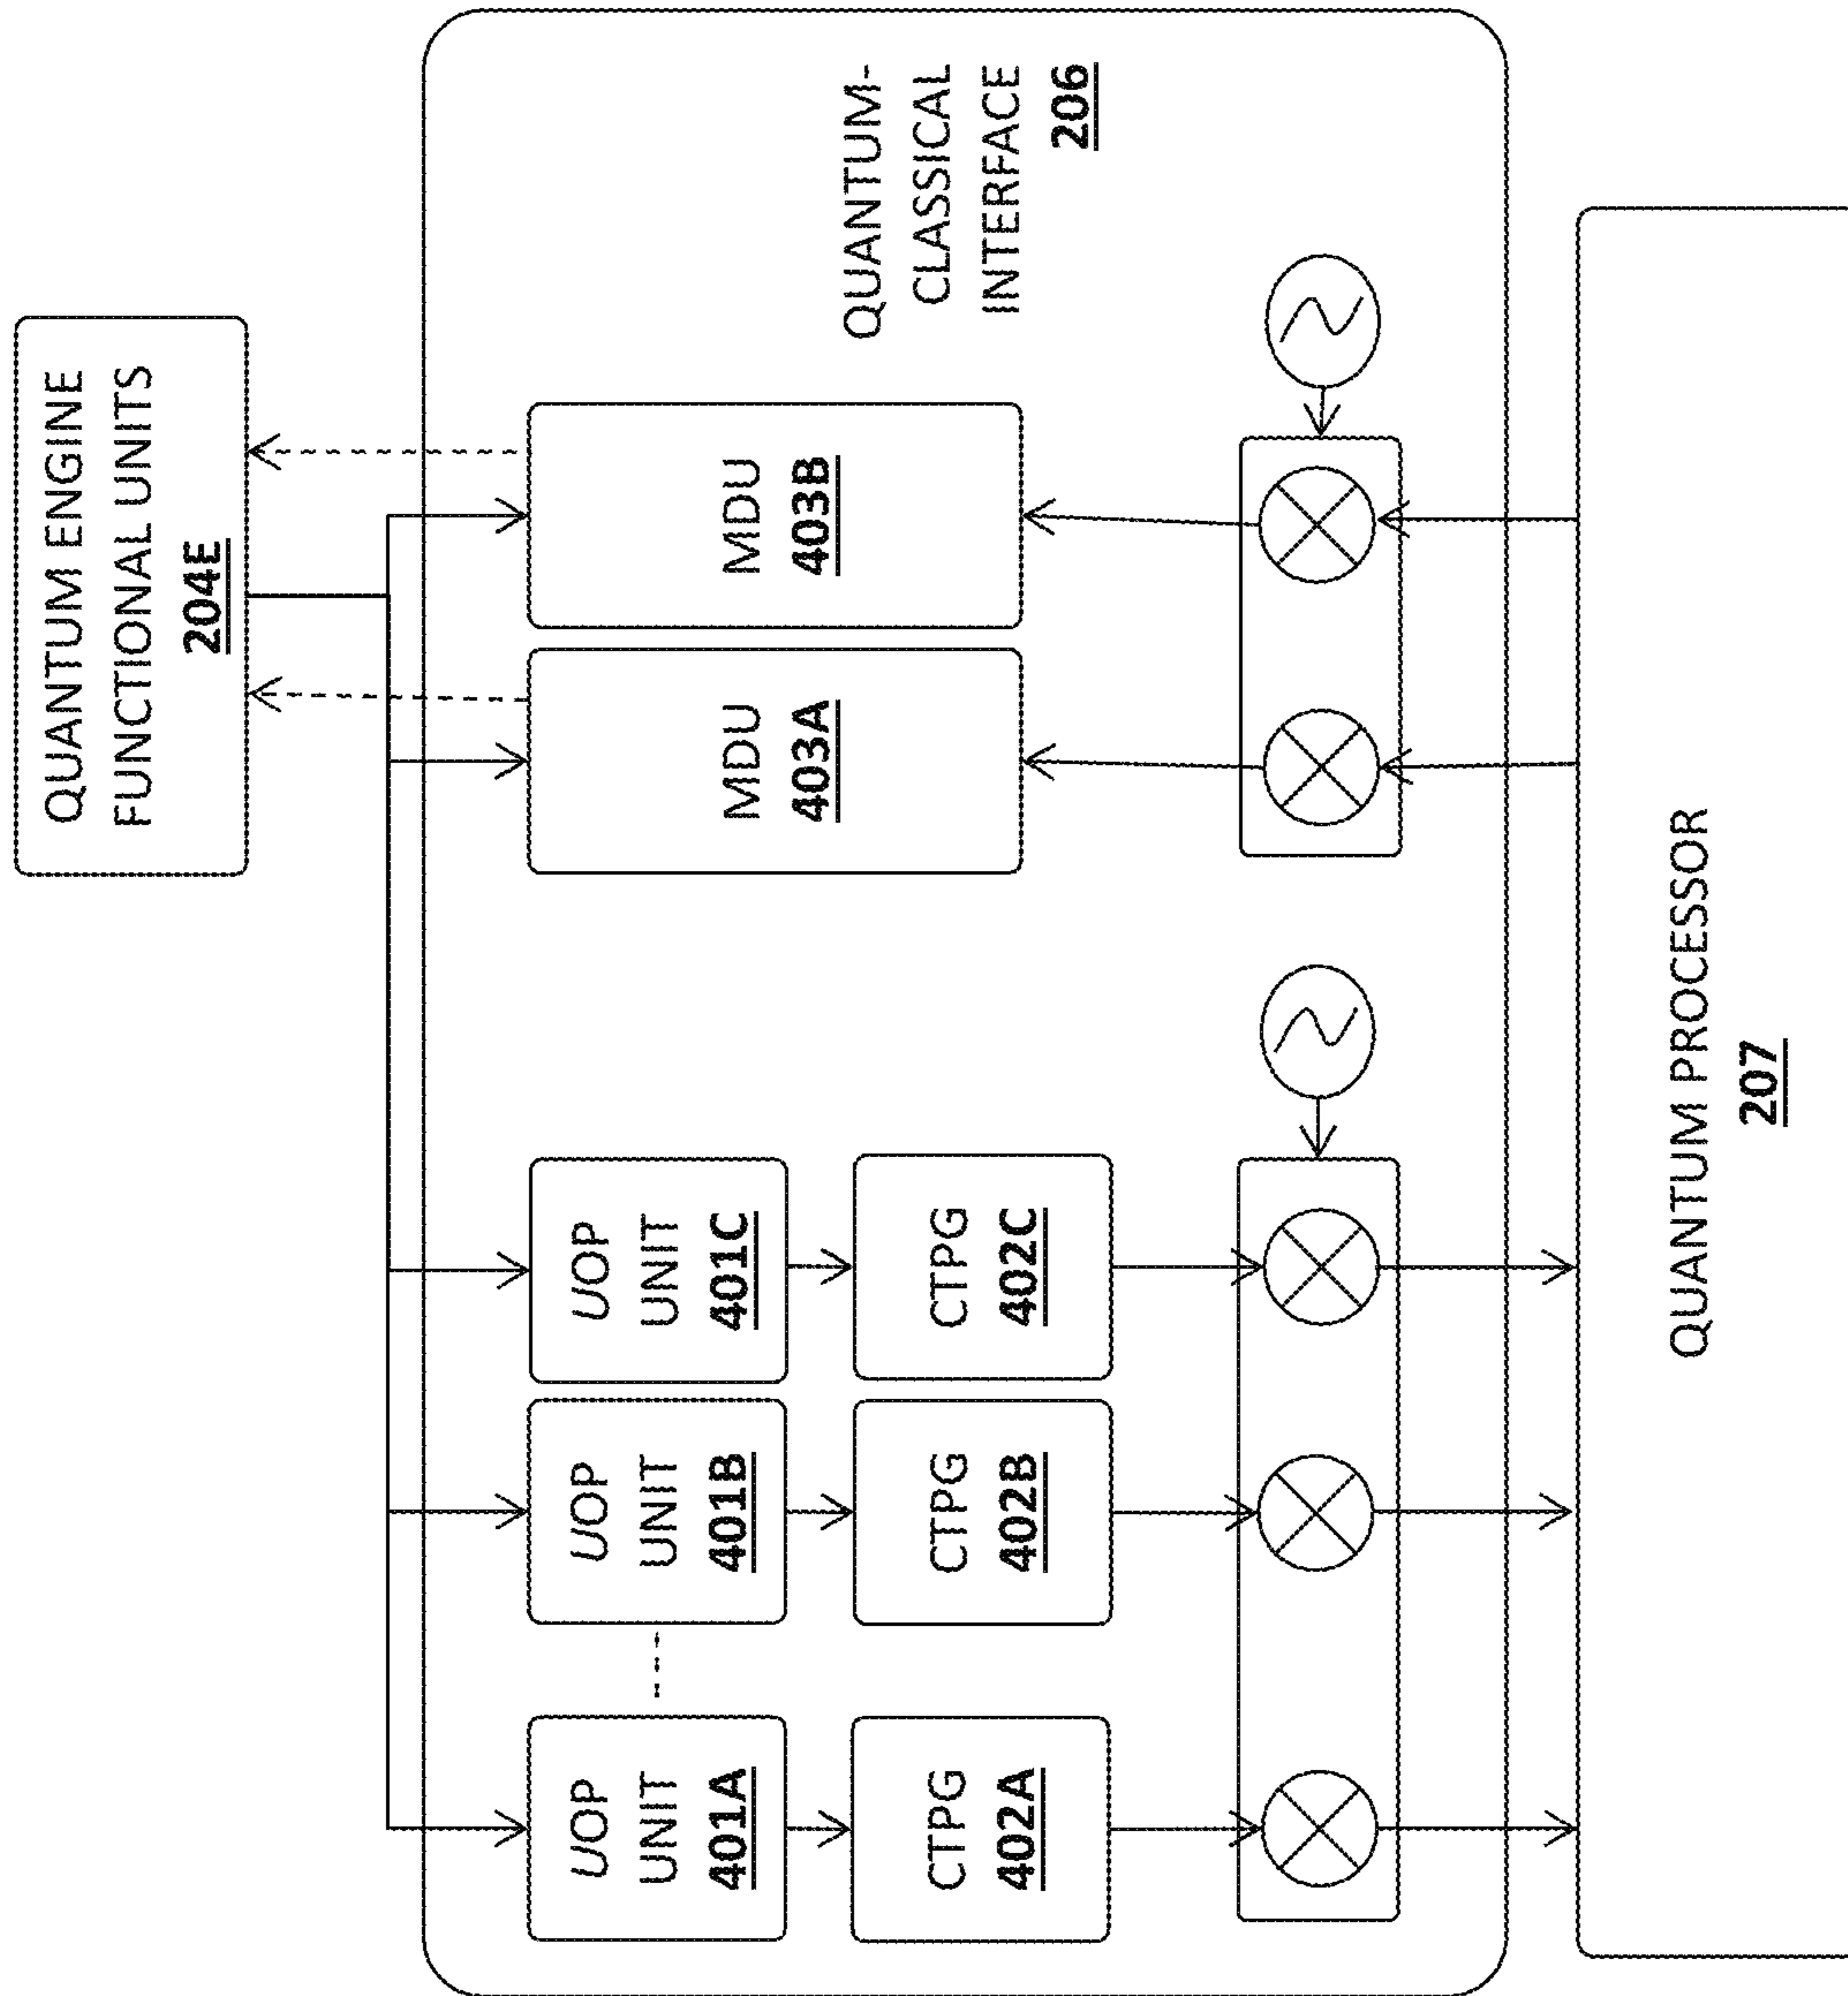 QUANTUM ENGINE
FUNCTIONAL UNITS
204E
UOP
UNIT
401A
UOP
UNIT
401B
UOP
UNIT
401C
MDU
403A
MDU
403B
CTPG
402A
CTPG
402B
CTPG
402C
QUANTUM-
CLASSICAL
INTERFACE
206
QUANTUM PROCESSOR
207